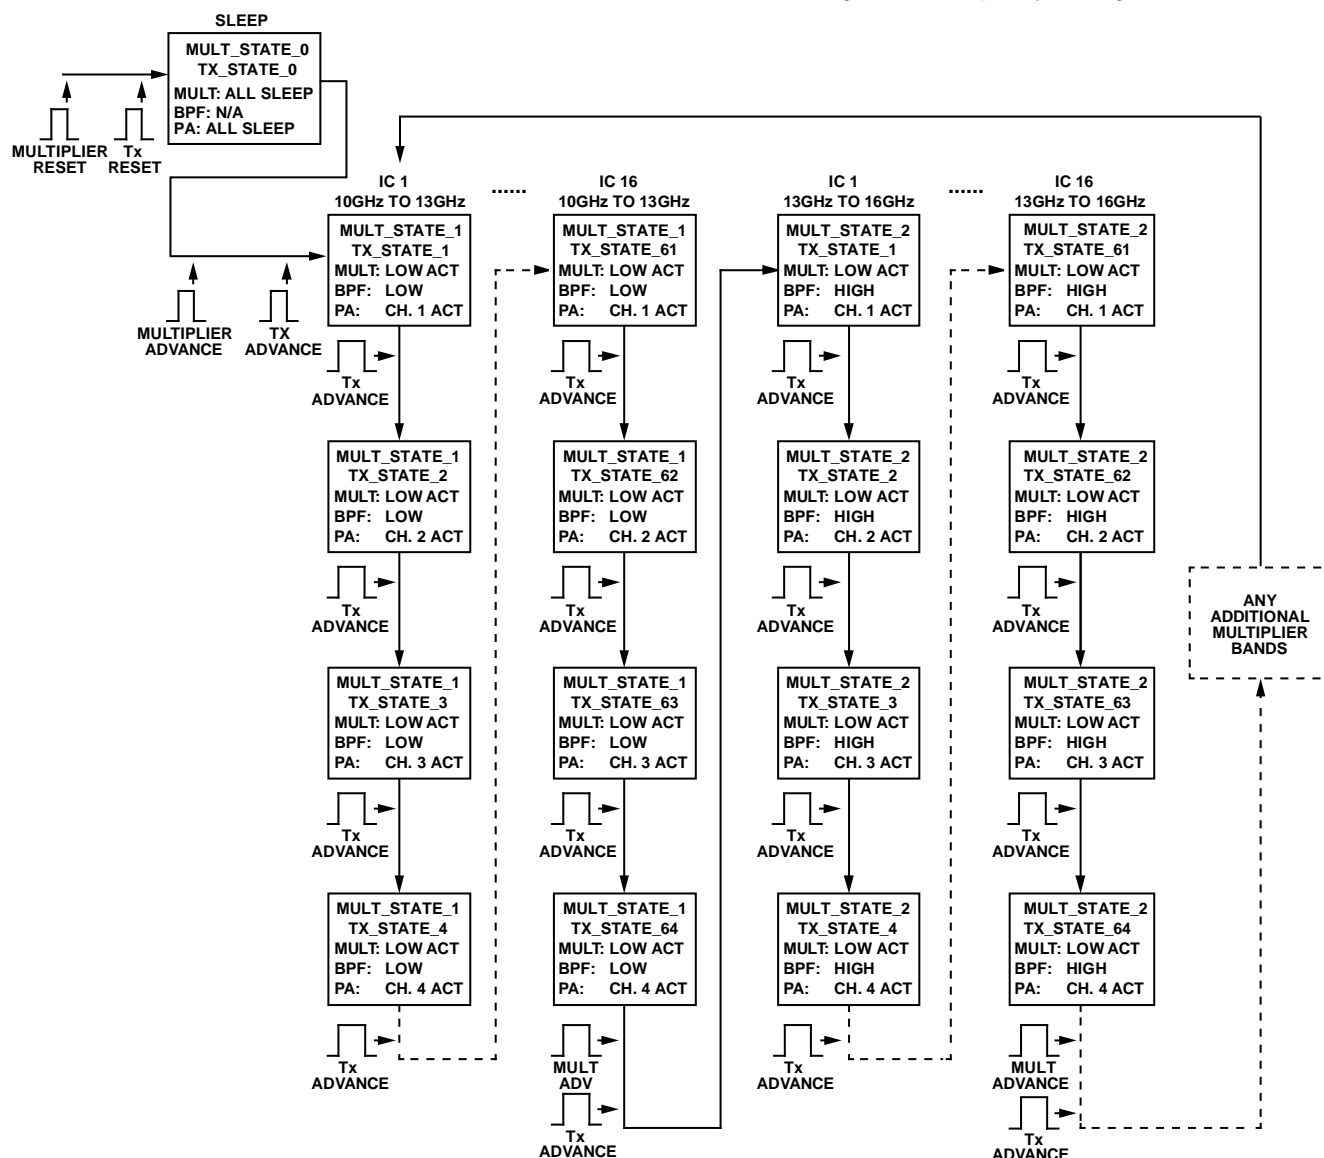 SLEEP
MULT_STATE_0
TX_STATE_0
MULT: ALL SLEEP
BPF: N/A
PA: ALL SLEEP
MULTIPLIER
RESET
Tx
RESET
MULTIPLIER
ADVANCE
TX
ADVANCE
IC 1
10GHz TO 13GHz
MULT_STATE_1
TX_STATE_1
MULT: LOW ACT
BPF: LOW
PA: CH. 1 ACT
Tx
ADVANCE
MULT_STATE_1
TX_STATE_2
MULT: LOW ACT
BPF: LOW
PA: CH. 2 ACT
Tx
ADVANCE
MULT_STATE_1
TX_STATE_3
MULT: LOW ACT
BPF: LOW
PA: CH. 3 ACT
Tx
ADVANCE
MULT_STATE_1
TX_STATE_4
MULT: LOW ACT
BPF: LOW
PA: CH. 4 ACT
Tx
ADVANCE
......
IC 16
10GHz TO 13GHz
MULT_STATE_1
TX_STATE_61
MULT: LOW ACT
BPF: LOW
PA: CH. 1 ACT
Tx
ADVANCE
MULT_STATE_1
TX_STATE_62
MULT: LOW ACT
BPF: LOW
PA: CH. 2 ACT
Tx
ADVANCE
MULT_STATE_1
TX_STATE_63
MULT: LOW ACT
BPF: LOW
PA: CH. 3 ACT
Tx
ADVANCE
MULT_STATE_1
TX_STATE_64
MULT: LOW ACT
BPF: LOW
PA: CH. 4 ACT
MULT
ADV
Tx
ADVANCE
IC 1
13GHz TO 16GHz
MULT_STATE_2
TX_STATE_1
MULT: LOW ACT
BPF: HIGH
PA: CH. 1 ACT
Tx
ADVANCE
MULT_STATE_2
TX_STATE_2
MULT: LOW ACT
BPF: HIGH
PA: CH. 2 ACT
Tx
ADVANCE
MULT_STATE_2
TX_STATE_3
MULT: LOW ACT
BPF: HIGH
PA: CH. 3 ACT
Tx
ADVANCE
MULT_STATE_2
TX_STATE_4
MULT: LOW ACT
BPF: HIGH
PA: CH. 4 ACT
Tx
ADVANCE
......
IC 16
13GHz TO 16GHz
MULT_STATE_2
TX_STATE_61
MULT: LOW ACT
BPF: HIGH
PA: CH. 1 ACT
Tx
ADVANCE
MULT_STATE_2
TX_STATE_62
MULT: LOW ACT
BPF: HIGH
PA: CH. 2 ACT
Tx
ADVANCE
MULT_STATE_2
TX_STATE_63
MULT: LOW ACT
BPF: HIGH
PA: CH. 3 ACT
Tx
ADVANCE
MULT_STATE_2
TX_STATE_64
MULT: LOW ACT
BPF: HIGH
PA: CH. 4 ACT
MULT
ADVANCE
Tx
ADVANCE
ANY
ADDITIONAL
MULTIPLIER
BANDS